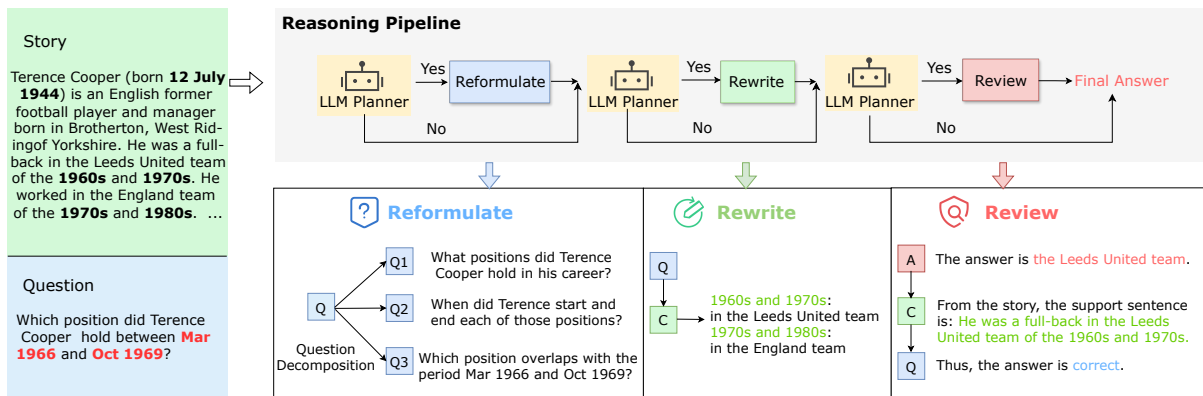 Story
Terence Cooper (born 12 July
1944) is an English former
football player and manager
born in Brotherton, West Rid-
ingof Yorkshire. He was a full-
back in the Leeds United team
of the 1960s and 1970s. He
worked in the England team
of the 1970s and 1980s. ...
Question
Which position did Terence
Cooper hold between Mar
1966 and Oct 1969?
Reasoning Pipeline
LLM Planner
Yes
Reformulate
No
LLM Planner
Yes
Rewrite
No
LLM Planner
Yes
Review
No
Final Answer
Reformulate
Q
Question
Decomposition
Q1
What positions did Terence
Cooper hold in his career?
Q2
When did Terence start and
end each of those positions?
Q3
Which position overlaps with the
period Mar 1966 and Oct 1969?
Rewrite
Q
C
1960s and 1970s:
in the Leeds United team
1970s and 1980s:
in the England team
Review
A
The answer is the Leeds United team.
C
From the story, the support sentence
is: He was a full-back in the Leeds
United team of the 1960s and 1970s.
Q
Thus, the answer is correct.